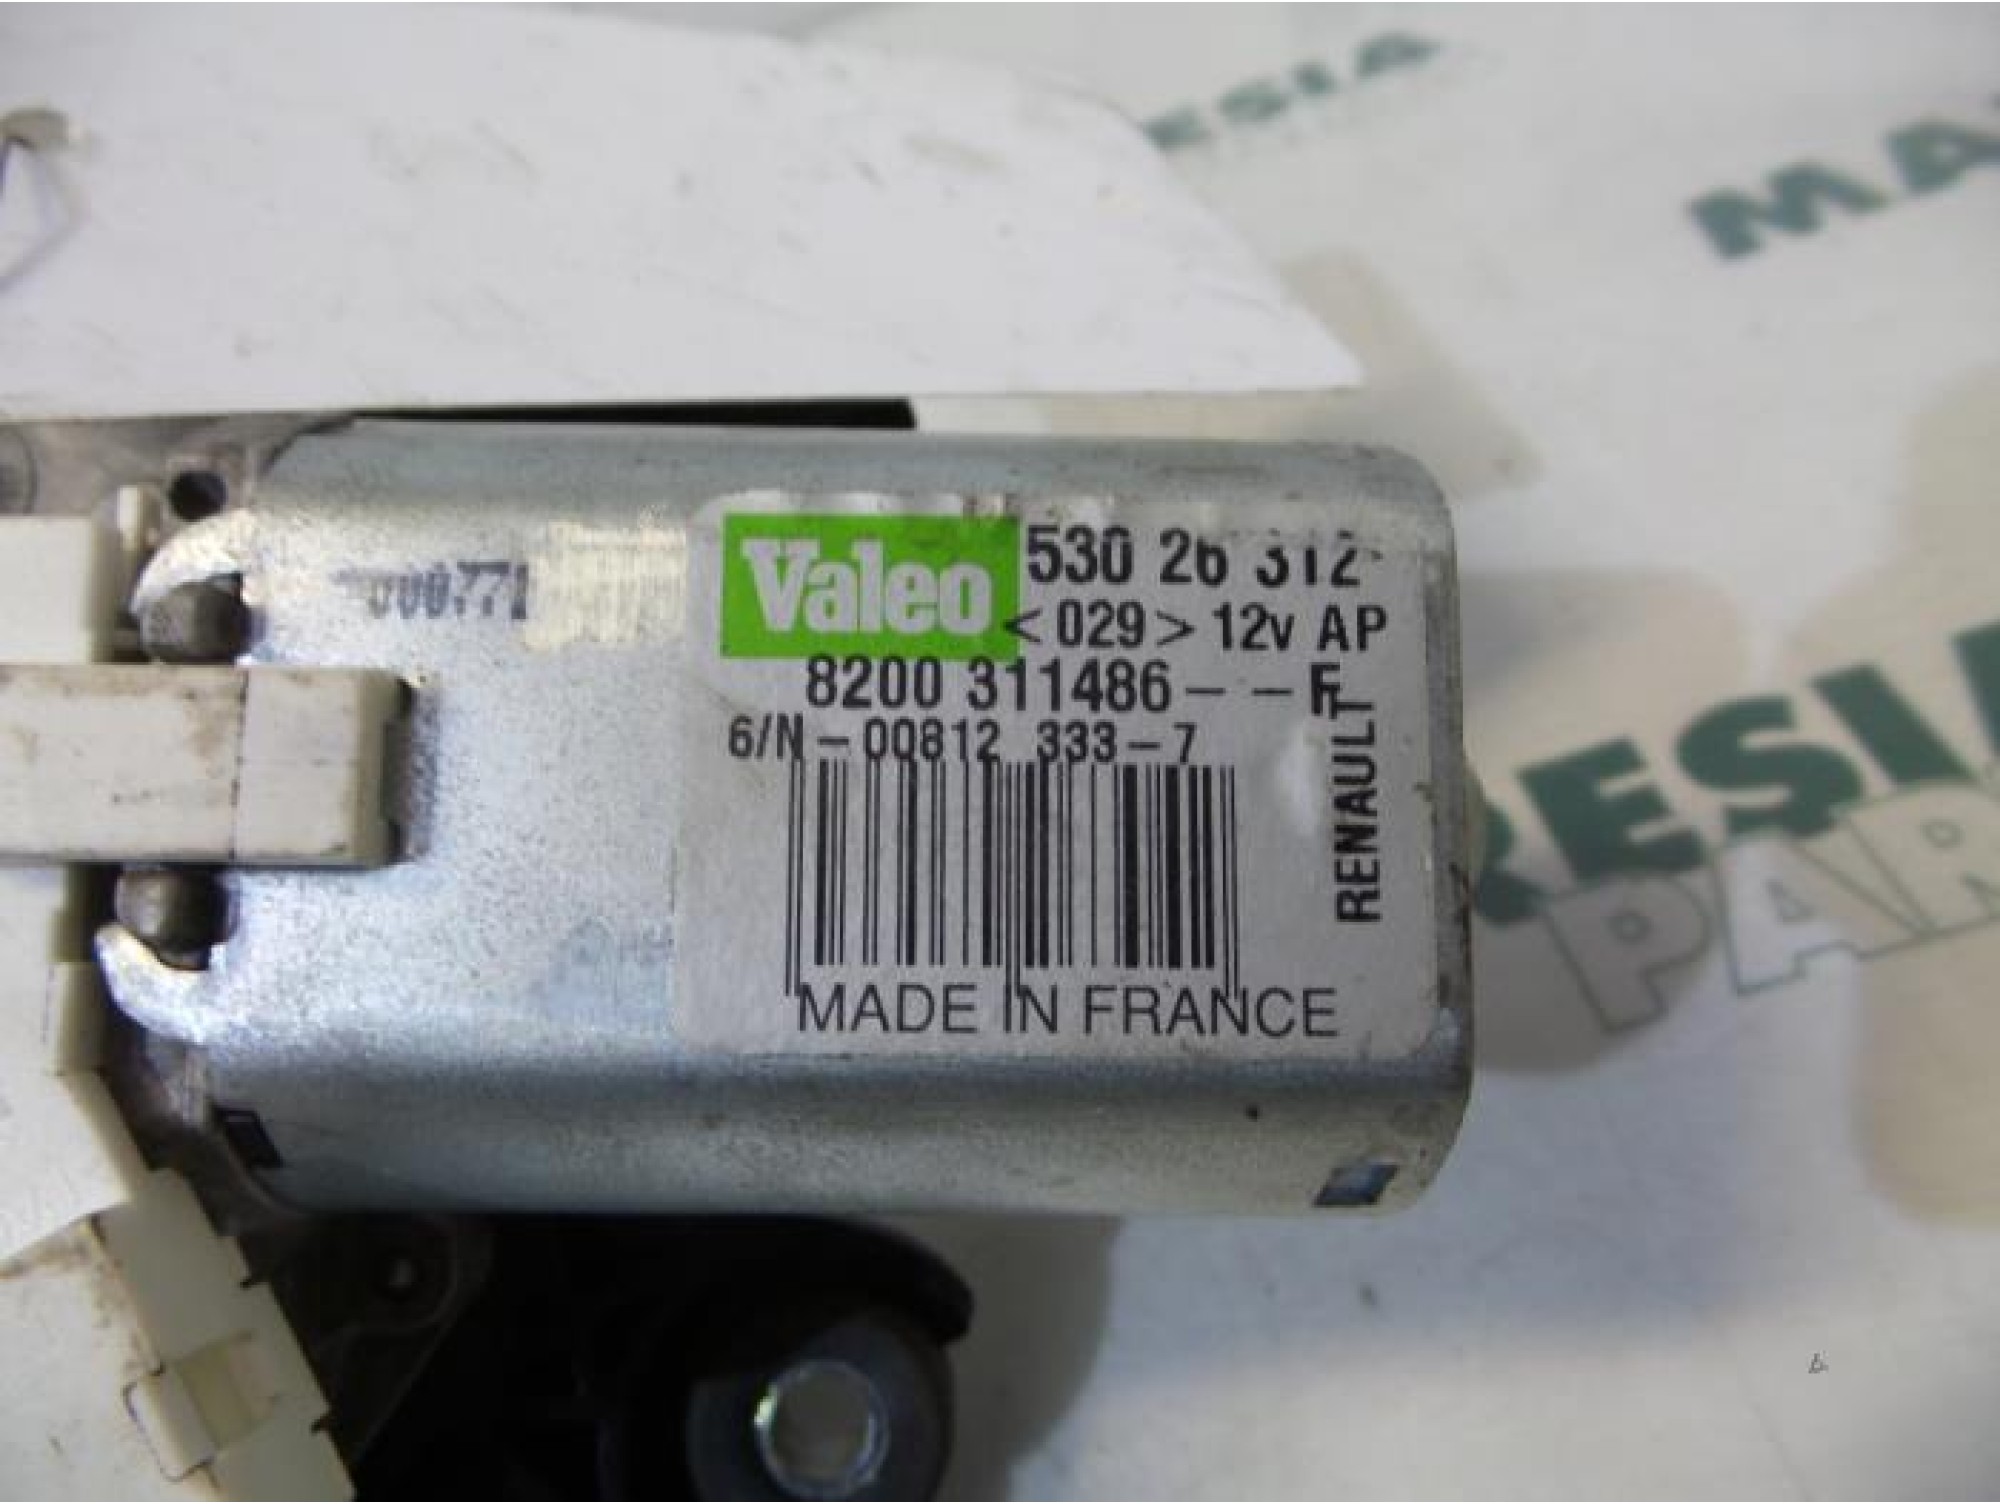 Valeo 530 26 312
<029> 12v AP
8200 311486 - - F
6/N - 00812 333 - 7
RENAULT
MADE IN FRANCE